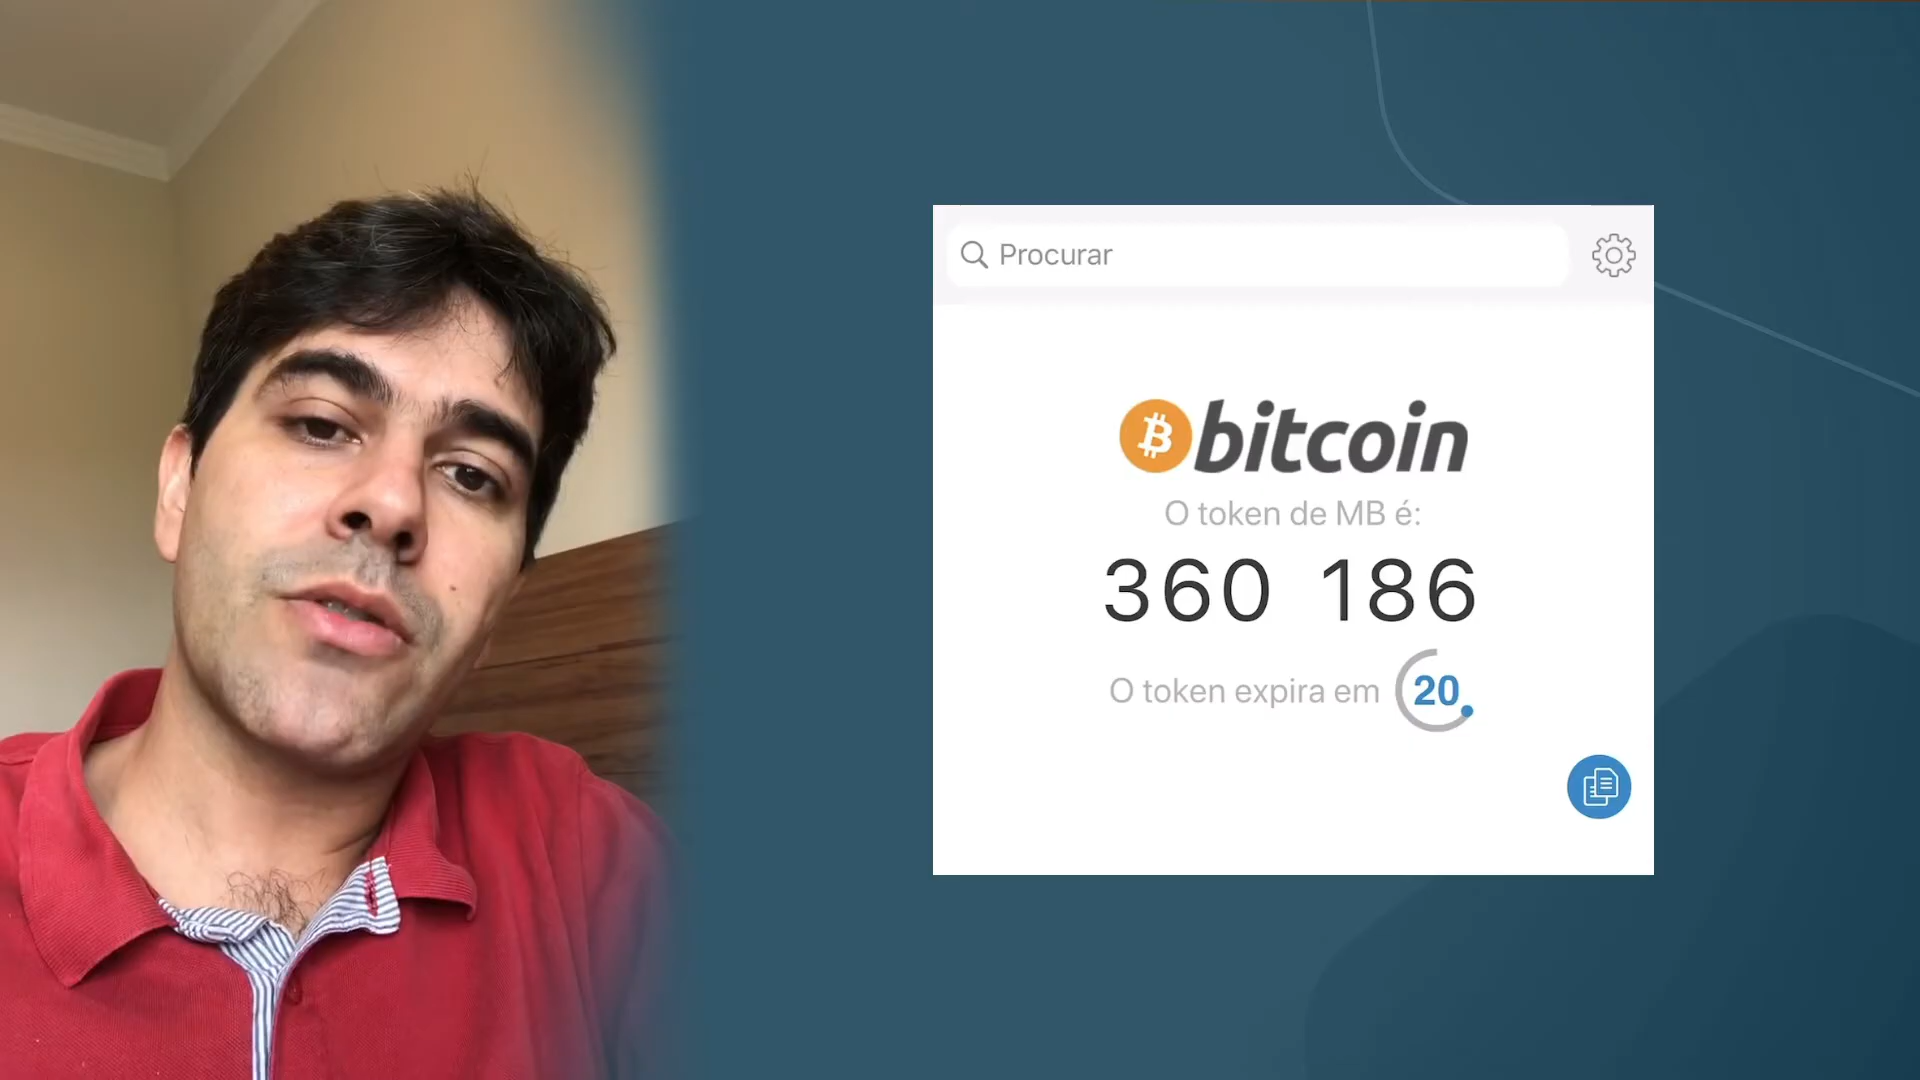 Procurar
bitcoin
O token de MB é:
360 186
O token expira em 20